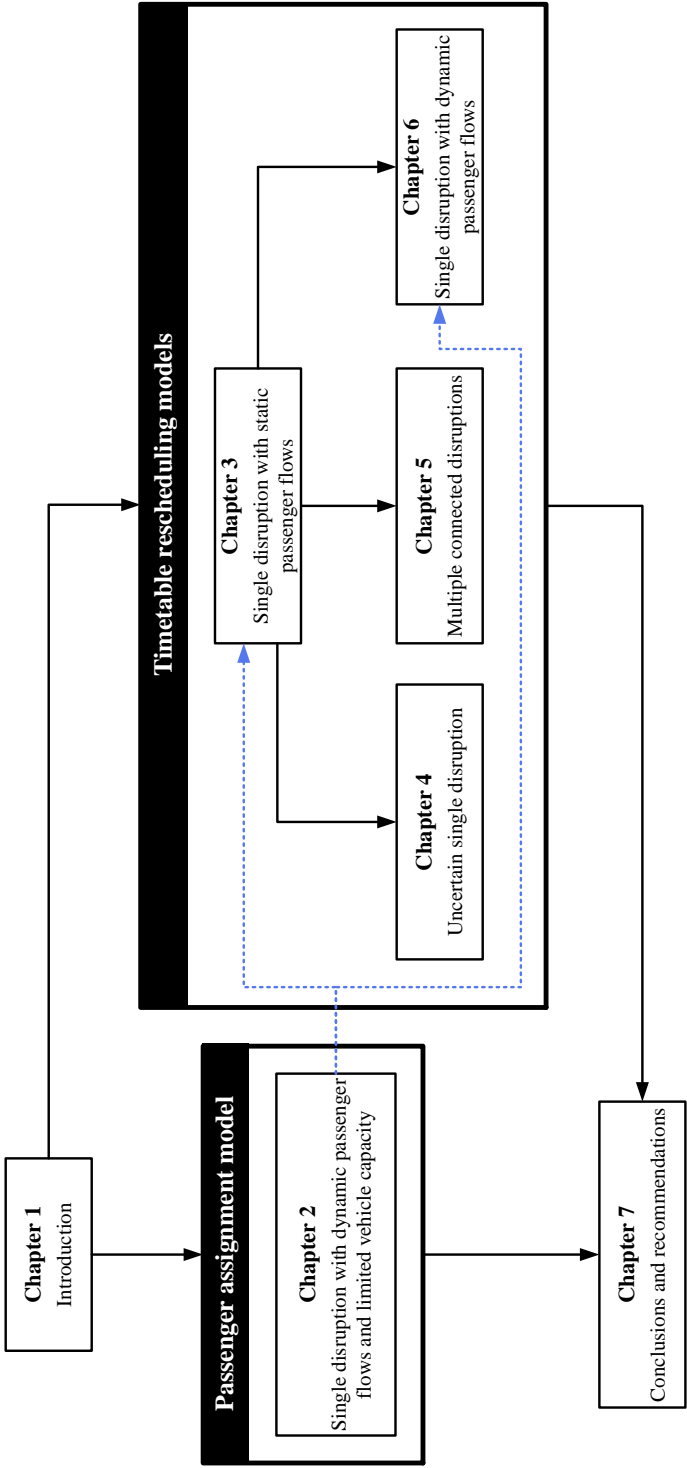 Chapter 1
Introduction
Passenger assignment model
Chapter 2
Single disruption with dynamic passenger
flows and limited vehicle capacity
Timetable rescheduling models
Chapter 3
Single disruption with static
passenger flows
Chapter 4
Uncertain single disruption
Chapter 5
Multiple connected disruptions
Chapter 6
Single disruption with dynamic
passenger flows
Chapter 7
Conclusions and recommendations